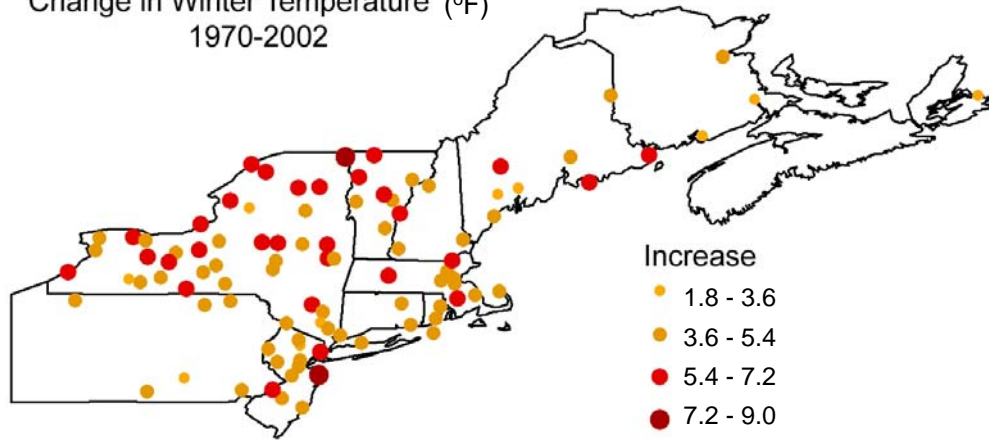 Change in Winter Temperature (ºF)
1970-2002
Increase
1.8 - 3.6
3.6 - 5.4
5.4 - 7.2
7.2 - 9.0